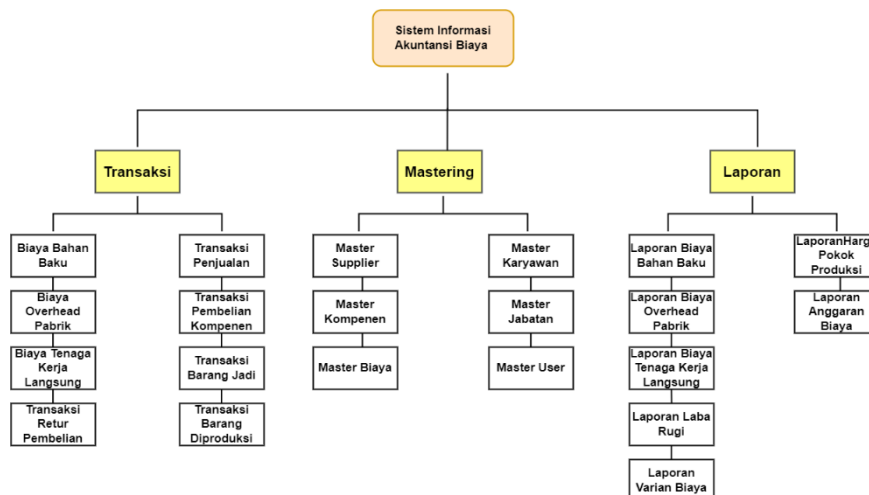 Sistem Informasi
Akuntansi Biaya
Transaksi
Mastering
Laporan
Biaya Bahan
Baku
Transaksi
Penjualan
Master
Supplier
Master
Karyawan
Laporan Biaya
Bahan Baku
LaporanHarg
Pokok
Produksi
Biaya
Overhead
Pabrik
Transaksi
Pembelian
Kompenen
Master
Kompenen
Master
Jabatan
Laporan Biaya
Overhead
Pabrik
Laporan
Anggaran
Biaya
Biaya Tenaga
Kerja
Langsung
Transaksi
Barang Jadi
Master Biaya
Master User
Laporan Biaya
Tenaga Kerja
Langsung
Transaksi
Retur
Pembelian
Transaksi
Barang
Diproduksi
Laporan Laba
Rugi
Laporan
Varian Biaya